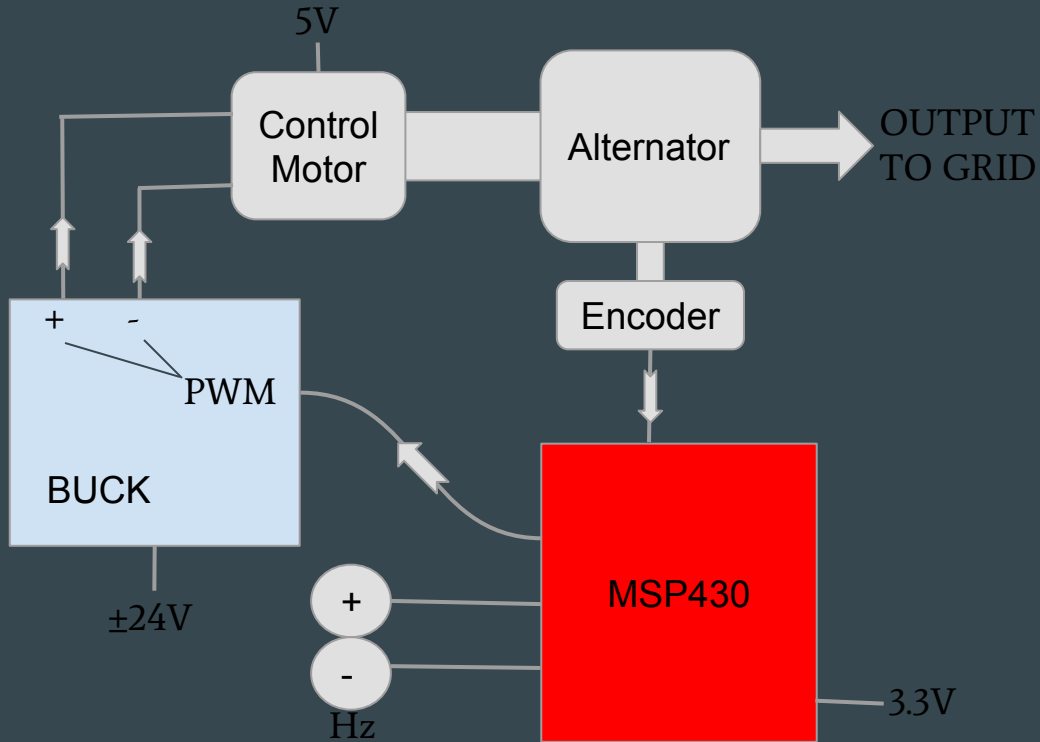 5V
Control
Motor
Alternator
OUTPUT
TO GRID
Encoder
+ -
PWM
BUCK
±24V
+
-
Hz
MSP430
3.3V